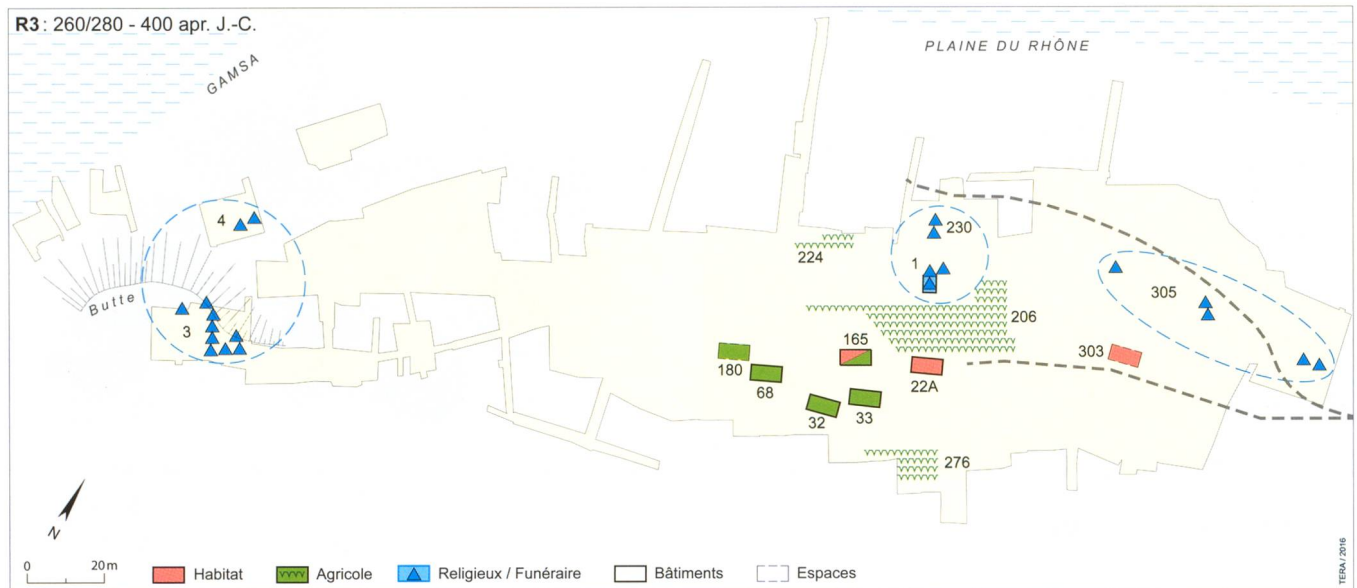 R3 : 260/280 - 400 apr. J.-C.
GAMSA
PLAINE DU RHÔNE
4
230
1
224
305
Butte
3
206
165
303
180
22A
68
32
33
276
N
0 20 m
Habitat
Agricole
Religieux / Funéraire
Bâtiments
Espaces
TERA / 2016